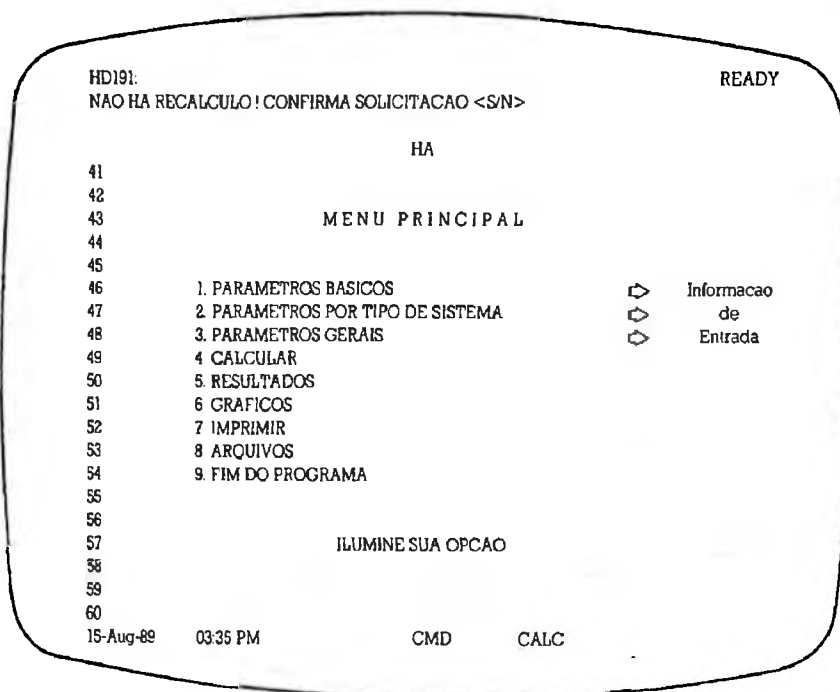 HD191: READY
NAO HA RECALCULO ! CONFIRMA SOLICITACAO <S/N>
HA
41
42
43 MENU PRINCIPAL
44
45
46 1. PARAMETROS BASICOS ⇨ Informacao
47 2. PARAMETROS POR TIPO DE SISTEMA ⇨ de
48 3. PARAMETROS GERAIS ⇨ Entrada
49 4 CALCULAR
50 5. RESULTADOS
51 6 GRAFICOS
52 7 IMPRIMIR
53 8 ARQUIVOS
54 9. FIM DO PROGRAMA
55
56
57 ILUMINE SUA OPCAO
58
59
60
15-Aug-89 03:35 PM CMD CALC